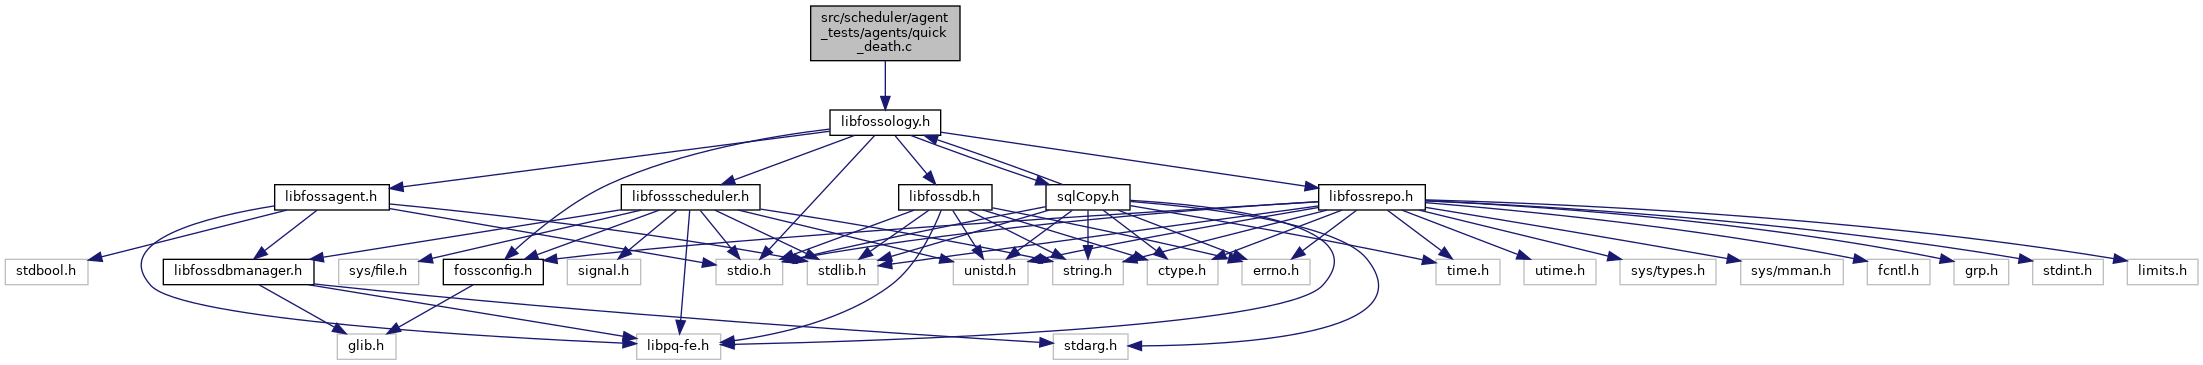 src/scheduler/agent
_tests/agents/quick
_death.c
libfossology.h
libfossagent.h
libfossscheduler.h
libfossdb.h
sqlCopy.h
libfossrepo.h
stdbool.h
libfossdbmanager.h
sys/file.h
fossconfig.h
signal.h
stdio.h
stdlib.h
unistd.h
string.h
ctype.h
errno.h
time.h
utime.h
sys/types.h
sys/mman.h
fcntl.h
grp.h
stdint.h
limits.h
glib.h
libpq-fe.h
stdarg.h